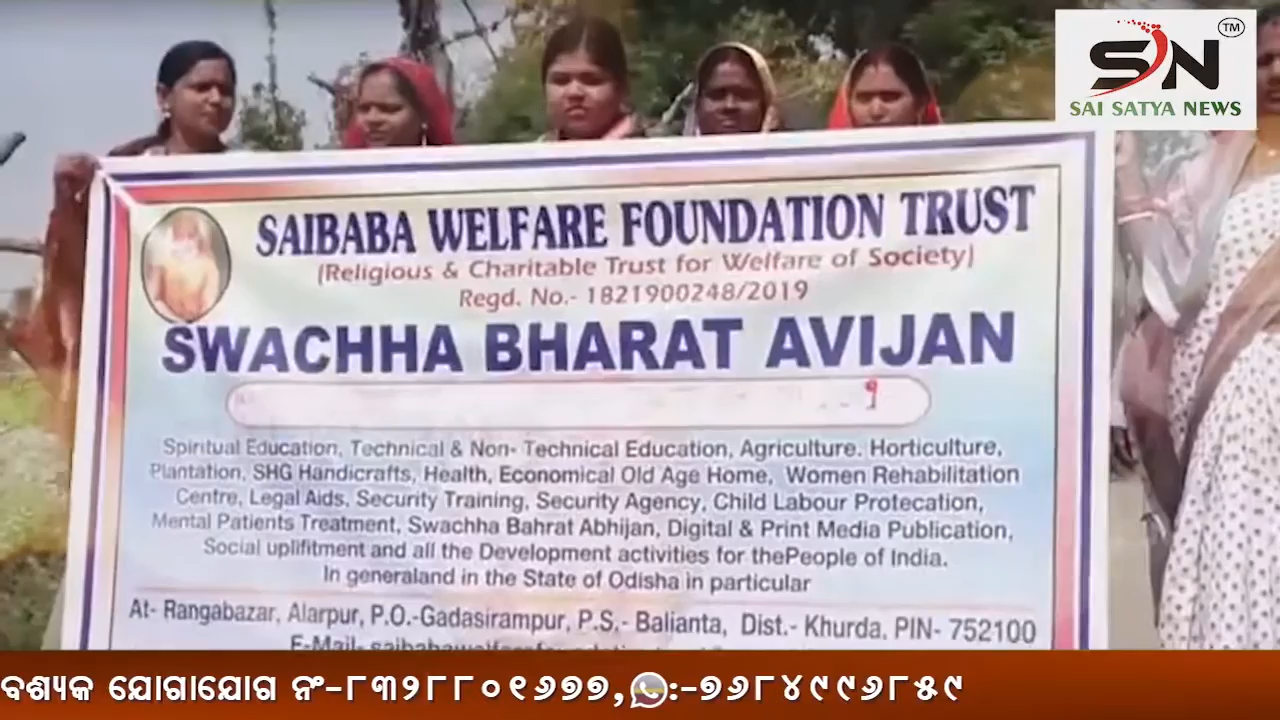 SN
TM
SAI SATYA NEWS
SAIBABA WELFARE FOUNDATION TRUST
(Religious & Charitable Trust for Welfare of Society)
Regd. No.- 1821900248/2019
SWACHHA BHARAT AVIJAN
Spiritual Education, Technical & Non- Technical Education, Agriculture. Horticulture,
Plantation, SHG Handicrafts, Health, Economical Old Age Home, Women Rehabilitation
Centre, Legal Aids, Security Training, Security Agency, Child Labour Protecation,
Mental Patients Treatment, Swachha Bahrat Abhijan, Digital & Print Media Publication,
Social uplifitment and all the Development activities for thePeople of India.
In generaland in the State of Odisha in particular
At- Rangabazar, Alarpur, P.O.-Gadasirampur, P.S.- Balianta, Dist.- Khurda, PIN- 752100
E-Mail-
ବଶ୍ୟକ ଯୋଗାଯୋଗ ନଂ-୮୩୨୮୮୦୧୬୭୭, :-୭୬୮୪୯୯୬୮୫୯